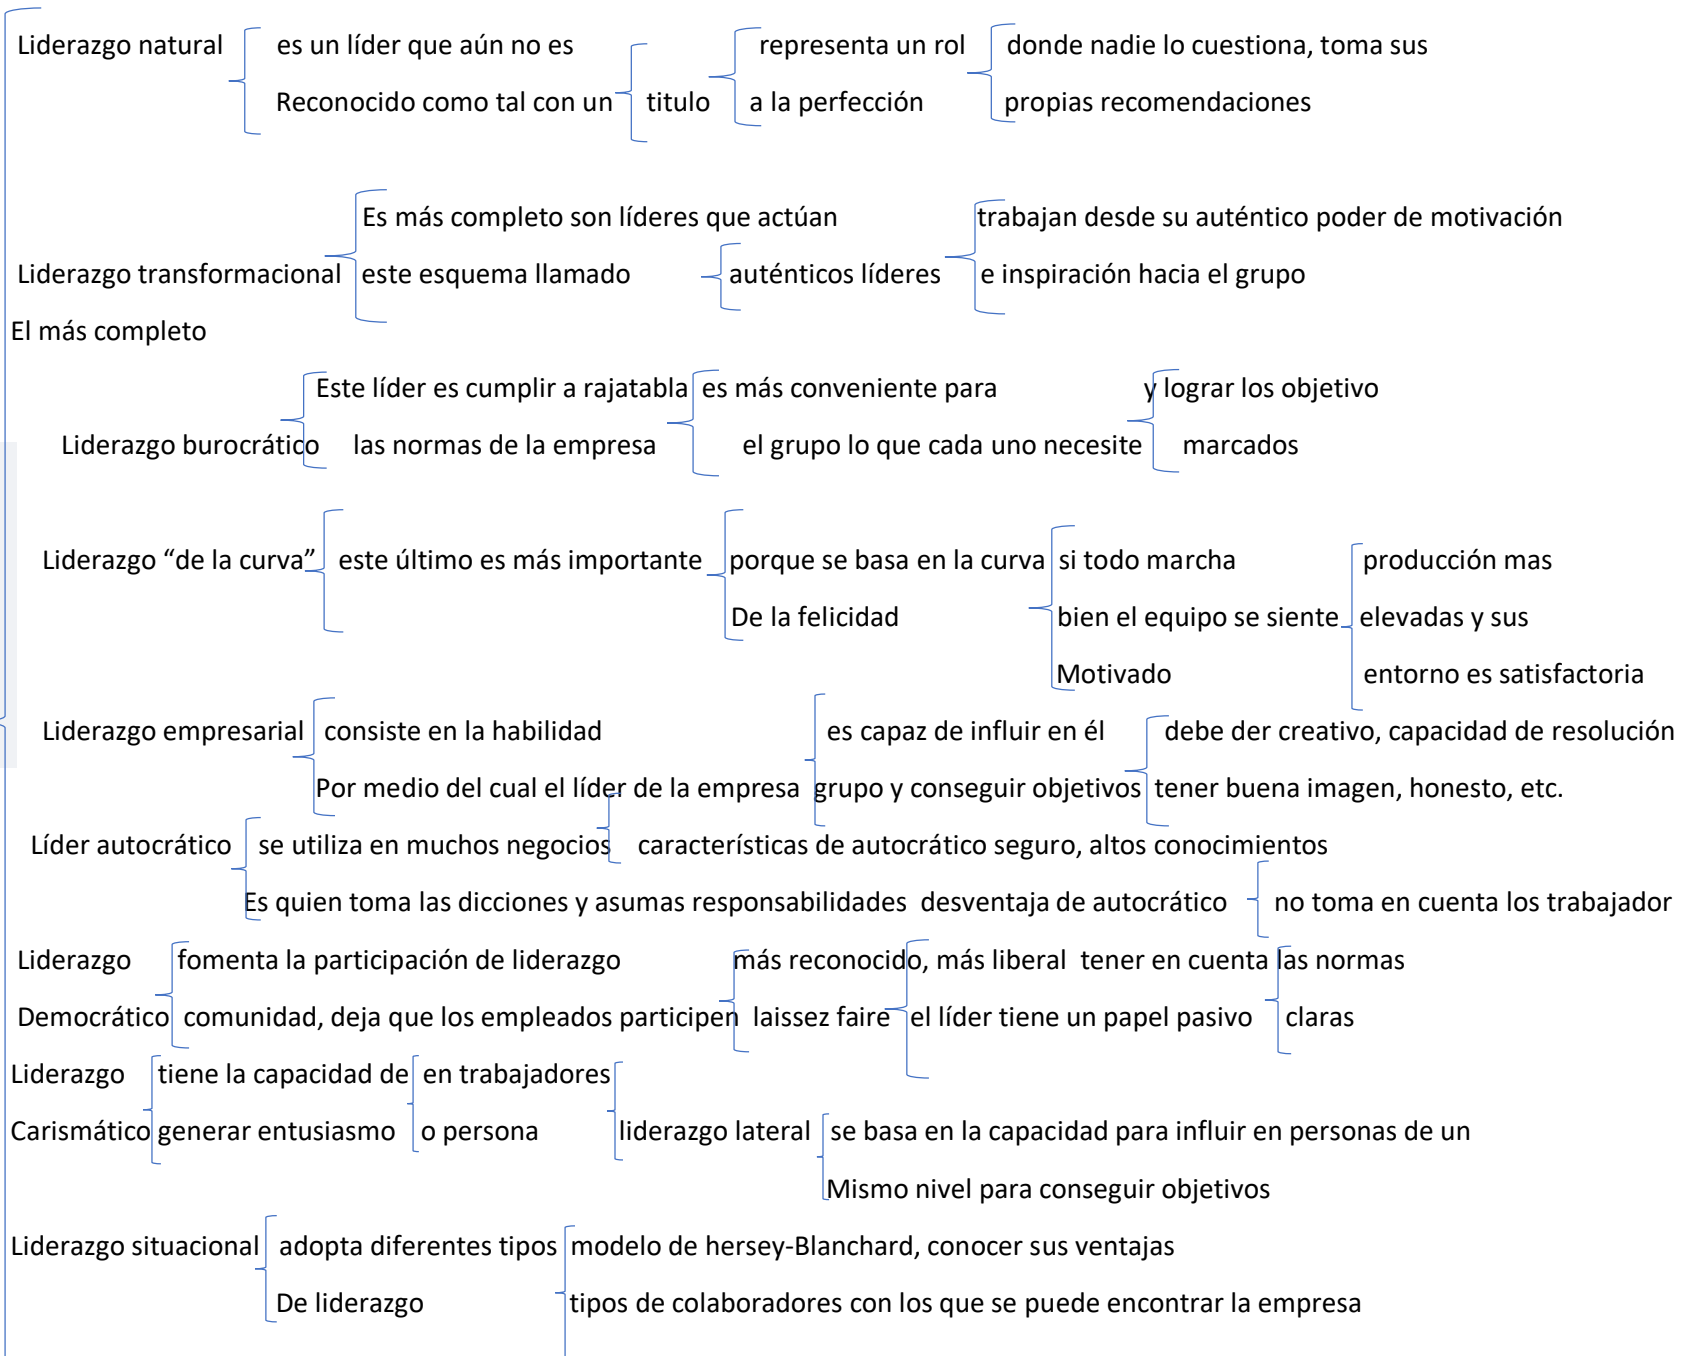 Liderazgo natural es un líder que aún no es representa un rol donde nadie lo cuestiona, toma sus
Reconocido como tal con un titulo a la perfección propias recomendaciones
Es más completo son líderes que actúan trabajan desde su auténtico poder de motivación
Liderazgo transformacional este esquema llamado auténticos líderes e inspiración hacia el grupo
El más completo
Este líder es cumplir a rajatabla es más conveniente para y lograr los objetivo
Liderazgo burocrático las normas de la empresa el grupo lo que cada uno necesite marcados
Liderazgo “de la curva” este último es más importante porque se basa en la curva si todo marcha producción mas
De la felicidad bien el equipo se siente elevadas y sus
Motivado entorno es satisfactoria
Liderazgo empresarial consiste en la habilidad es capaz de influir en él debe der creativo, capacidad de resolución
Por medio del cual el líder de la empresa grupo y conseguir objetivos tener buena imagen, honesto, etc.
Líder autocrático se utiliza en muchos negocios características de autocrático seguro, altos conocimientos
Es quien toma las dicciones y asumas responsabilidades desventaja de autocrático no toma en cuenta los trabajador
Liderazgo fomenta la participación de liderazgo más reconocido, más liberal tener en cuenta las normas
Democrático comunidad, deja que los empleados participen laissez faire el líder tiene un papel pasivo claras
Liderazgo tiene la capacidad de en trabajadores
Carismático generar entusiasmo o persona liderazgo lateral se basa en la capacidad para influir en personas de un
Mismo nivel para conseguir objetivos
Liderazgo situacional adopta diferentes tipos modelo de hersey-Blanchard, conocer sus ventajas
De liderazgo tipos de colaboradores con los que se puede encontrar la empresa